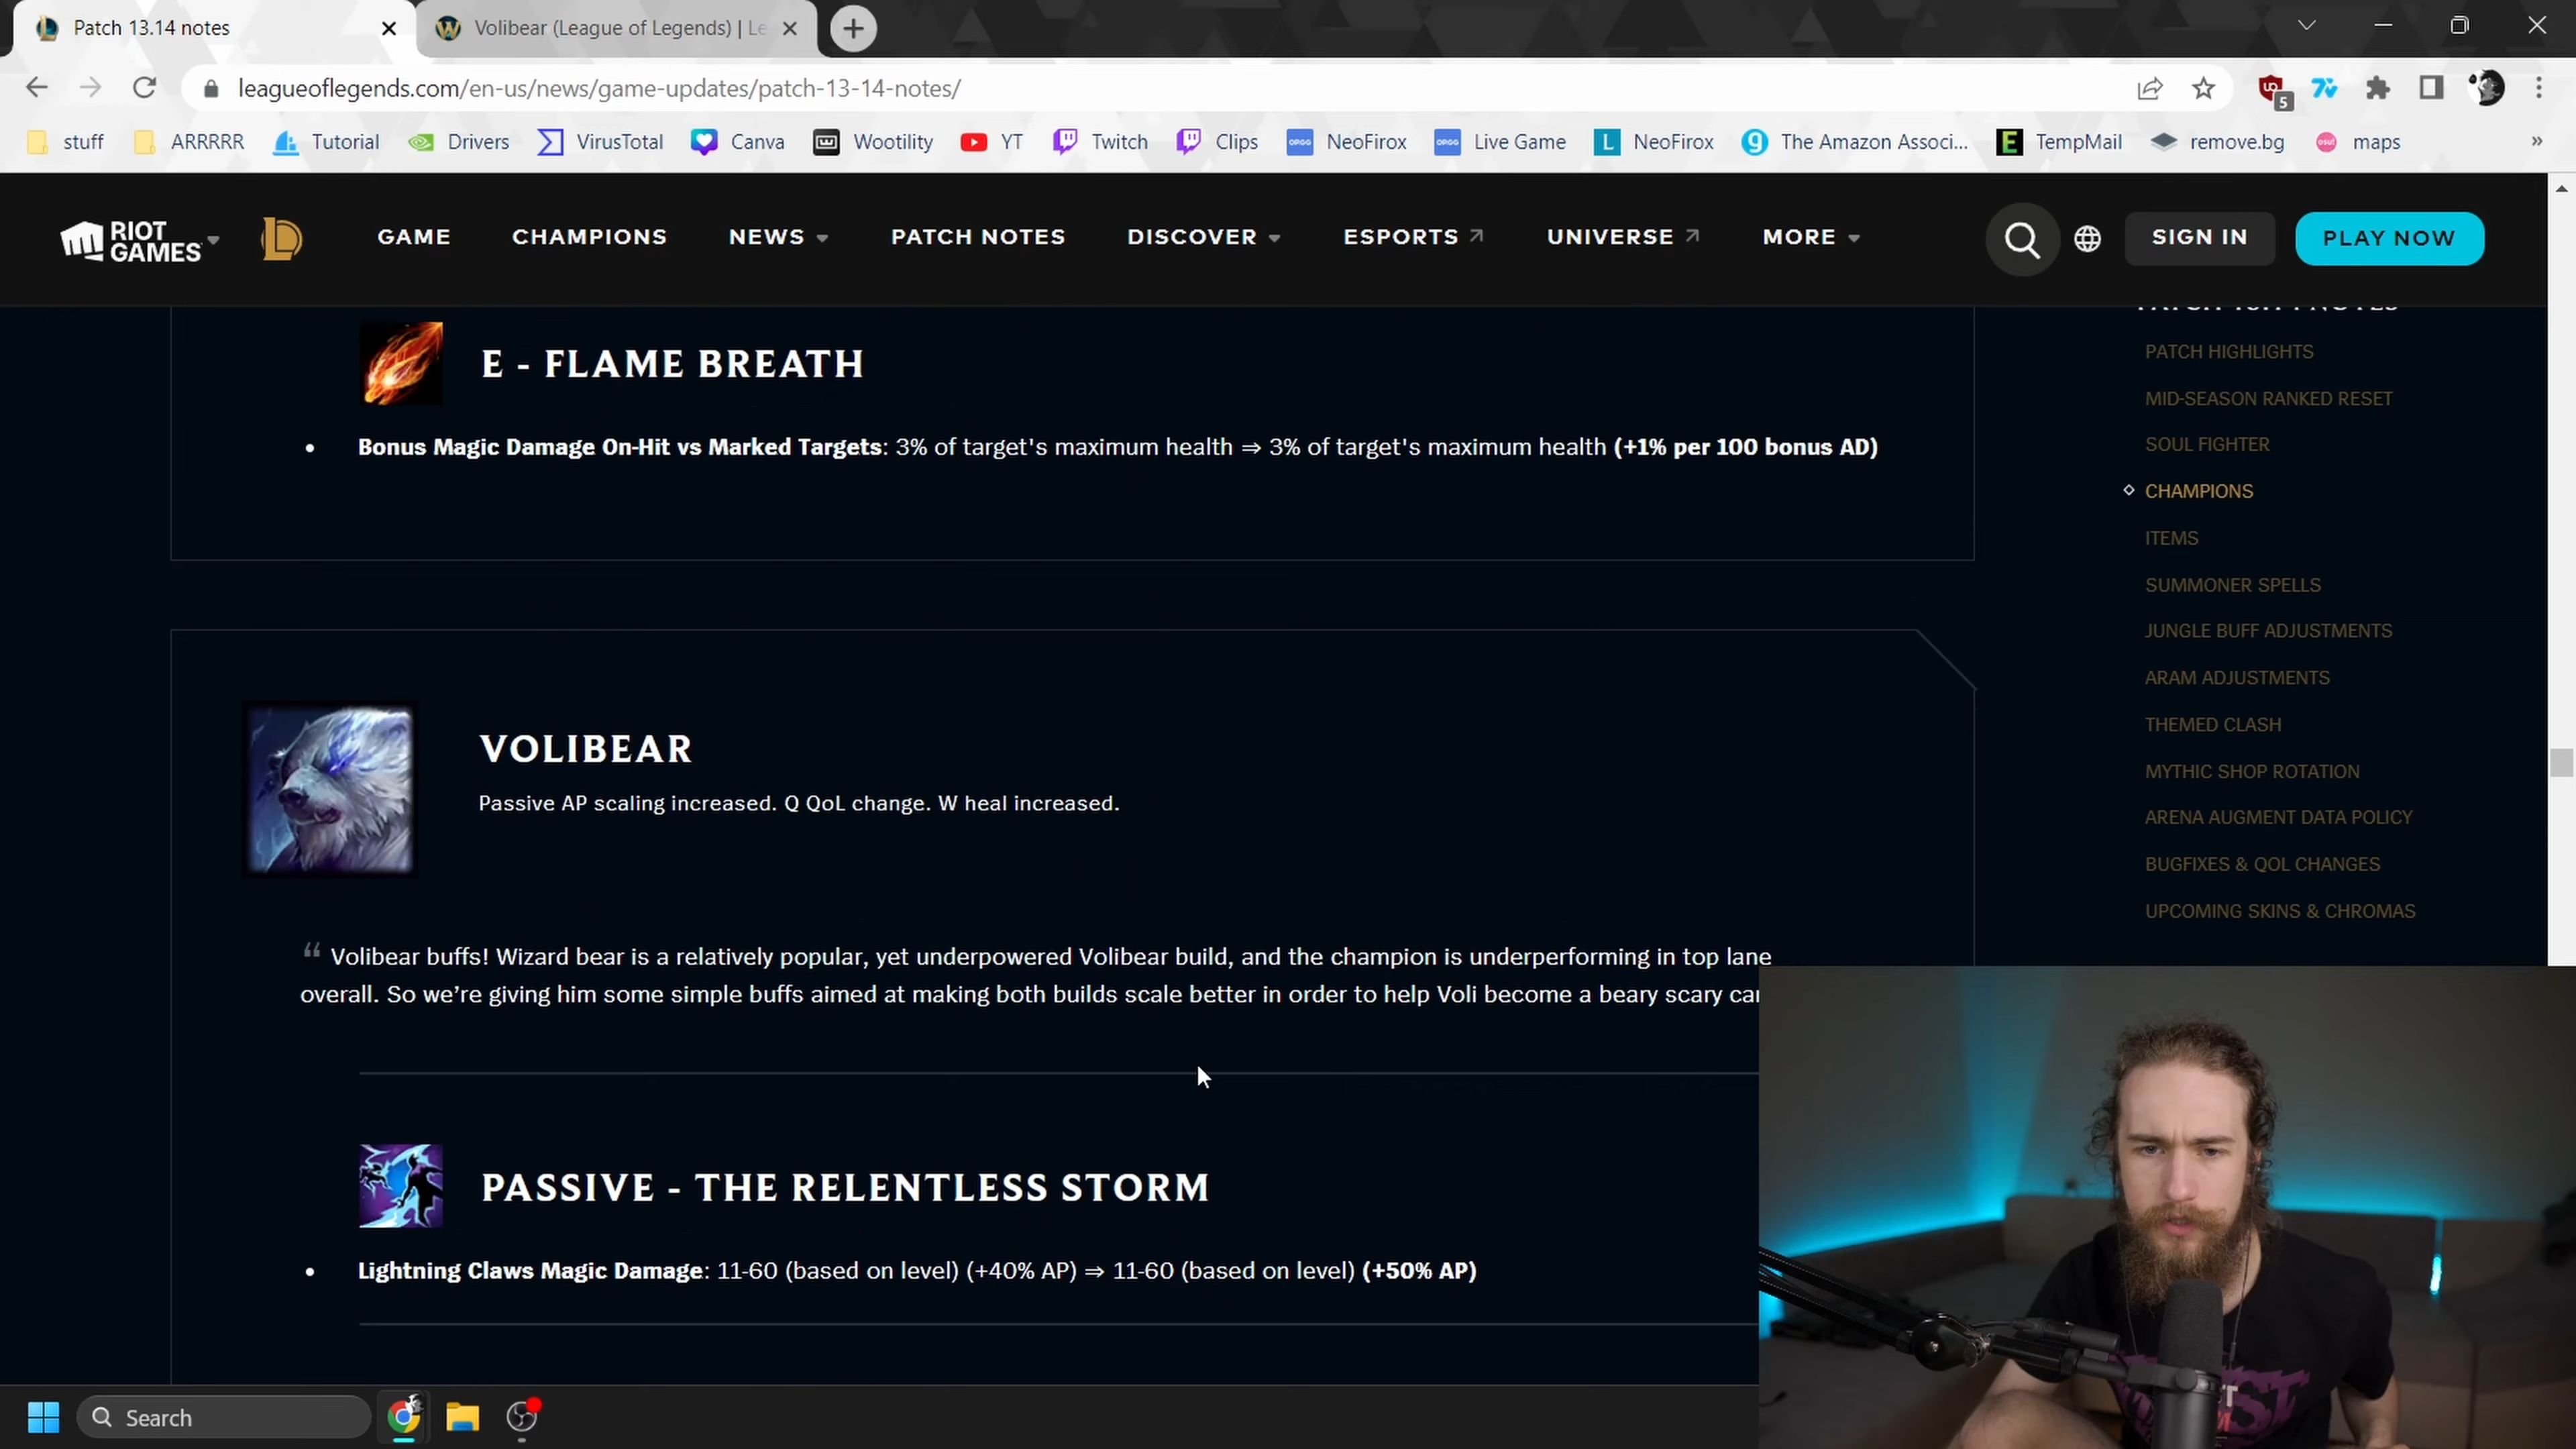 Patch 13.14 notes
Volibear (League of Legends) | Le
leagueoflegends.com/en-us/news/game-updates/patch-13-14-notes/
5
stuff ARRRRR Tutorial Drivers VirusTotal Canva Wootility YT Twitch Clips NeoFirox Live Game NeoFirox The Amazon Associ... TempMail remove.bg maps »
RIOT GAMES GAME CHAMPIONS NEWS PATCH NOTES DISCOVER ESPORTS UNIVERSE MORE SIGN IN PLAY NOW
E - FLAME BREATH
• Bonus Magic Damage On-Hit vs Marked Targets: 3% of target's maximum health ⇒ 3% of target's maximum health (+1% per 100 bonus AD)
VOLIBEAR
Passive AP scaling increased. Q QoL change. W heal increased.
“ Volibear buffs! Wizard bear is a relatively popular, yet underpowered Volibear build, and the champion is underperforming in top lane
overall. So we’re giving him some simple buffs aimed at making both builds scale better in order to help Voli become a beary scary
PASSIVE - THE RELENTLESS STORM
• Lightning Claws Magic Damage: 11-60 (based on level) (+40% AP) ⇒ 11-60 (based on level) (+50% AP)
PATCH 13.14 NOTES
PATCH HIGHLIGHTS
MID-SEASON RANKED RESET
SOUL FIGHTER
CHAMPIONS
ITEMS
SUMMONER SPELLS
JUNGLE BUFF ADJUSTMENTS
ARAM ADJUSTMENTS
THEMED CLASH
MYTHIC SHOP ROTATION
ARENA AUGMENT DATA POLICY
BUGFIXES & QOL CHANGES
UPCOMING SKINS & CHROMAS
Search